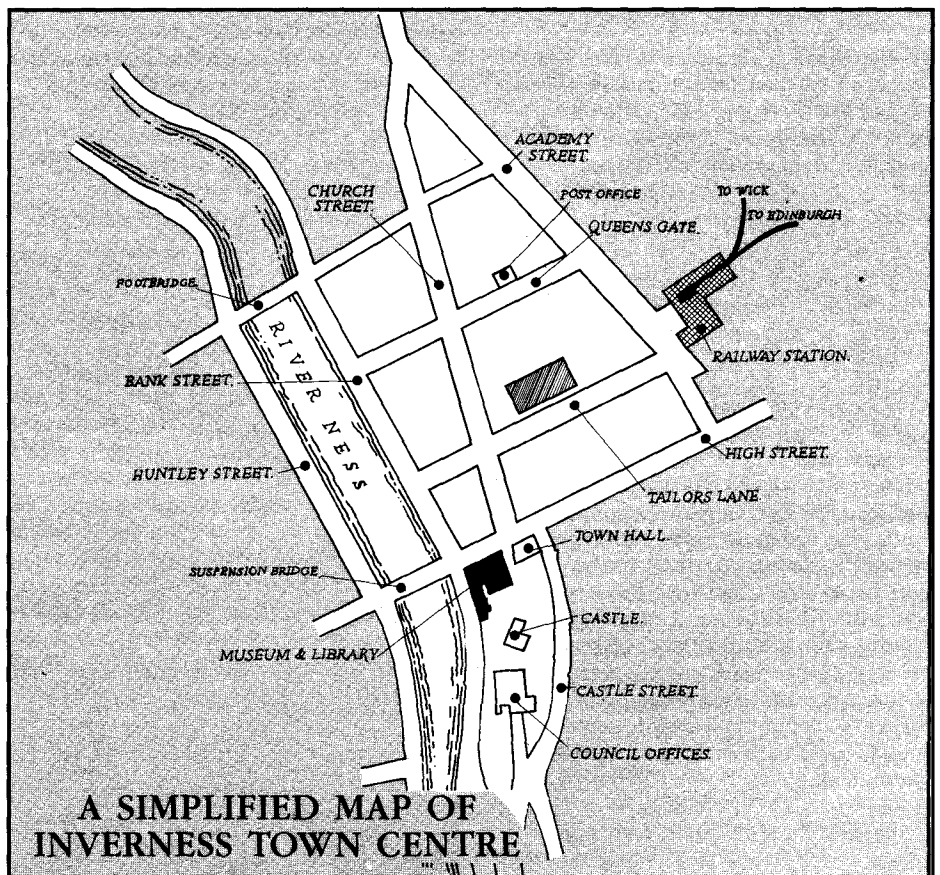 ACADEMY
STREET.
CHURCH
STREET.
POST OFFICE
TO WICK
TO EDINBURGH
QUEENS GATE.
FOOTBRIDGE
RIVER NESS
RAILWAY STATION.
BANK STREET.
HIGH STREET.
HUNTLEY STREET.
TAILORS LANE.
TOWN HALL.
SUSPENSION BRIDGE
CASTLE.
MUSEUM & LIBRARY
CASTLE STREET.
COUNCIL OFFICES.
A SIMPLIFIED MAP OF
INVERNESS TOWN CENTRE